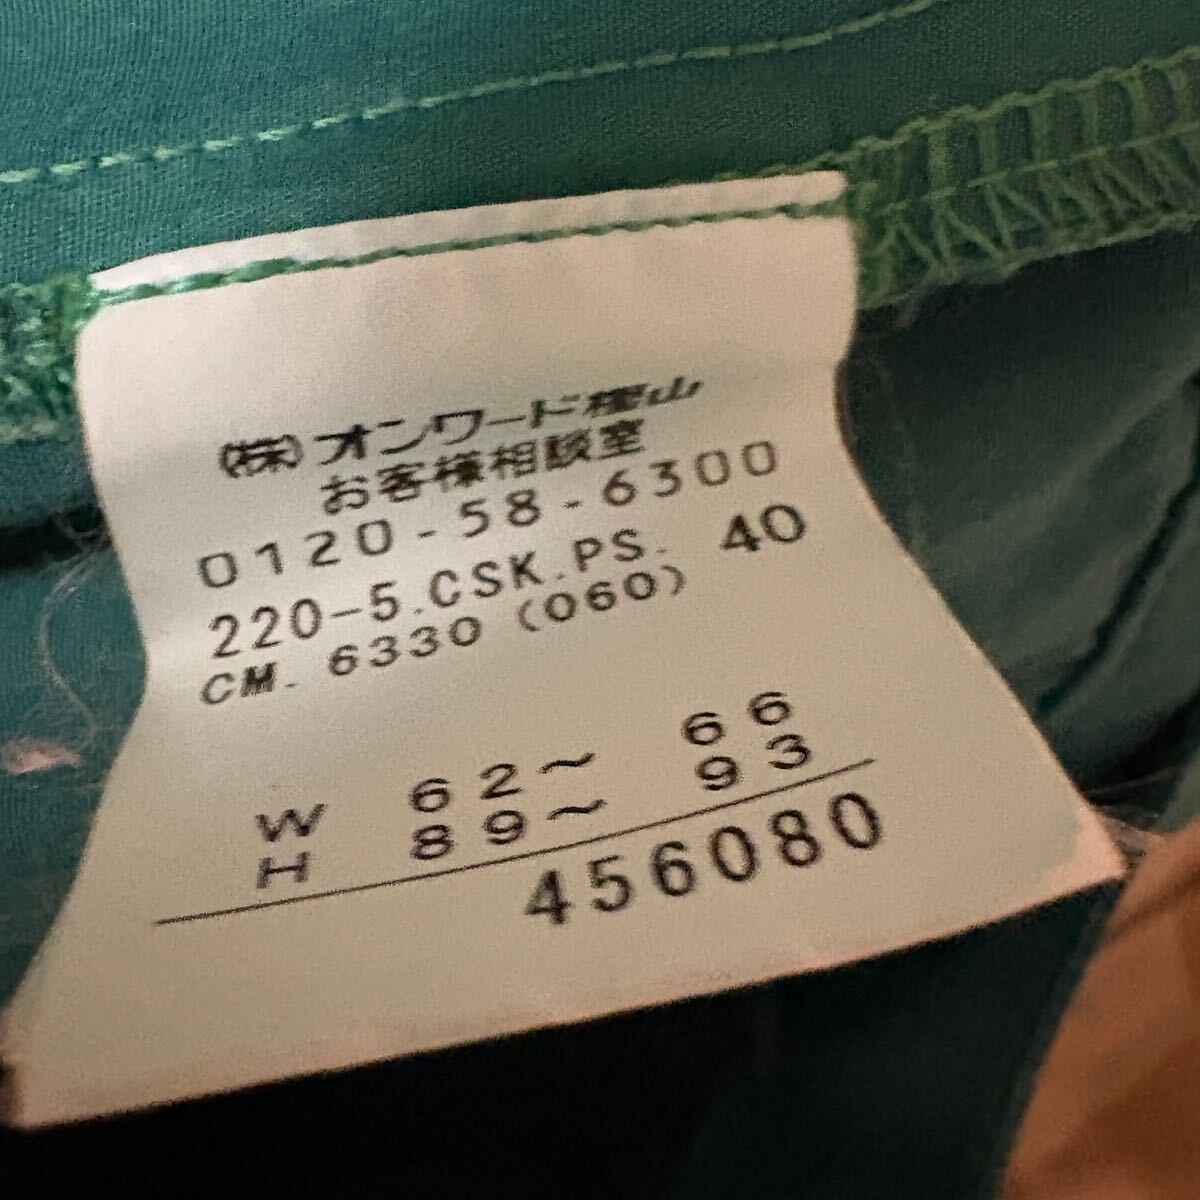 (株)オンワード樫山
お客様相談室
0120-58-6300
220-5.CSK.PS. 40
CM. 6330 (060)
W 62〜 66
H 89〜 93
456080